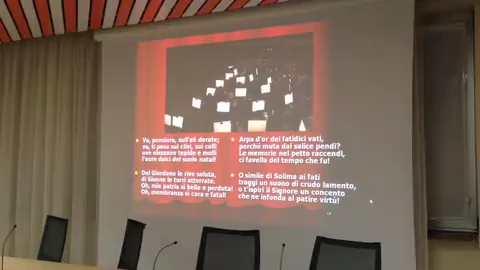 Va, pensiero, sull'ali dorate;
va, ti posa sui clivi, sui colli
ove olezzano tepide e molli
l'aure dolci del suole natal!
Del Giordano le rive saluta,
di Sionne le torri atterrate.
Oh, mia patria si bella e perduta!
Oh, membranza si cara e fatal!
Arpa d'or dei fatidici vati,
perchè muta dal salice pendi?
Le memorie nel petto raccendi,
ci favella del tempo che fu!
O simile di Solima ai fati
traggi un suono di crudo lamento,
o t'ispiri il Signore un concento
che ne infonda al patire virtù!